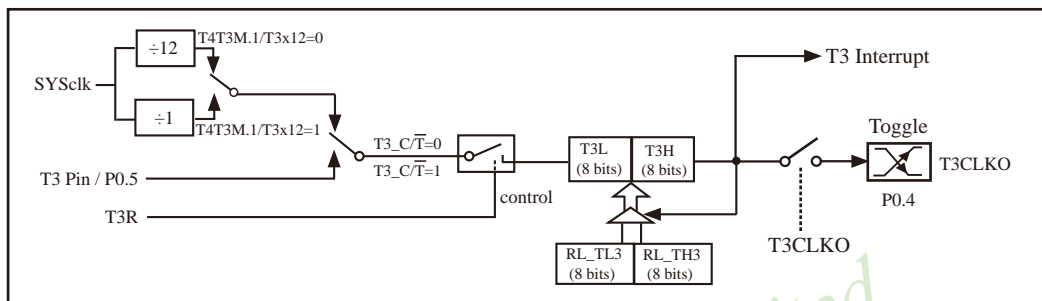 ÷12
T4T3M.1/T3x12=0
SYSclk
÷1
T4T3M.1/T3x12=1
T3 Pin / P0.5
T3_C/T̅=0
T3_C/T̅=1
T3R
control
T3L
(8 bits)
T3H
(8 bits)
RL_TL3
(8 bits)
RL_TH3
(8 bits)
T3 Interrupt
Toggle
T3CLKO
P0.4
T3CLKO